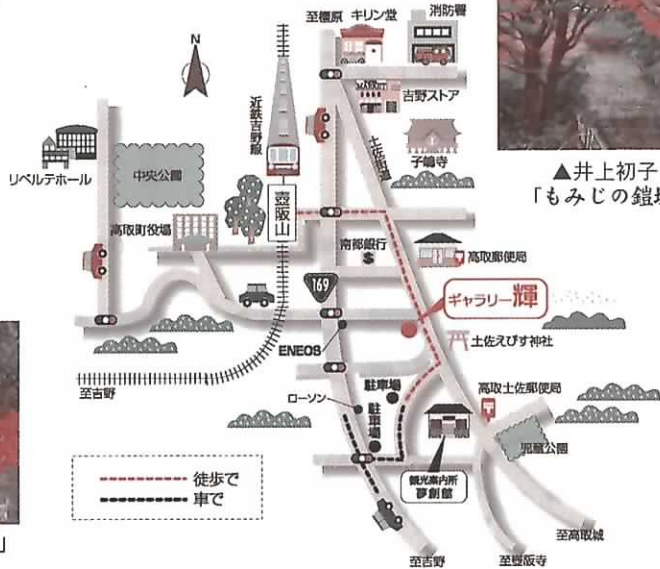 至橿原
キリン堂
消防署
N
MARKET
吉野ストア
近鉄吉野線
土佐街道
子嶋寺
リベルテホール
中央公園
壺阪山
高取町役場
南都銀行
$
高取郵便局
169
ギャラリー輝
土佐えびす神社
ENEOS
至吉野
ローソン
駐車場
駐車場
高取土佐郵便局
児童公園
観光案内所
夢創館
徒歩で
車で
至吉野
至壺阪寺
至高取城
▲井上初子
「もみじの鎧坂
」